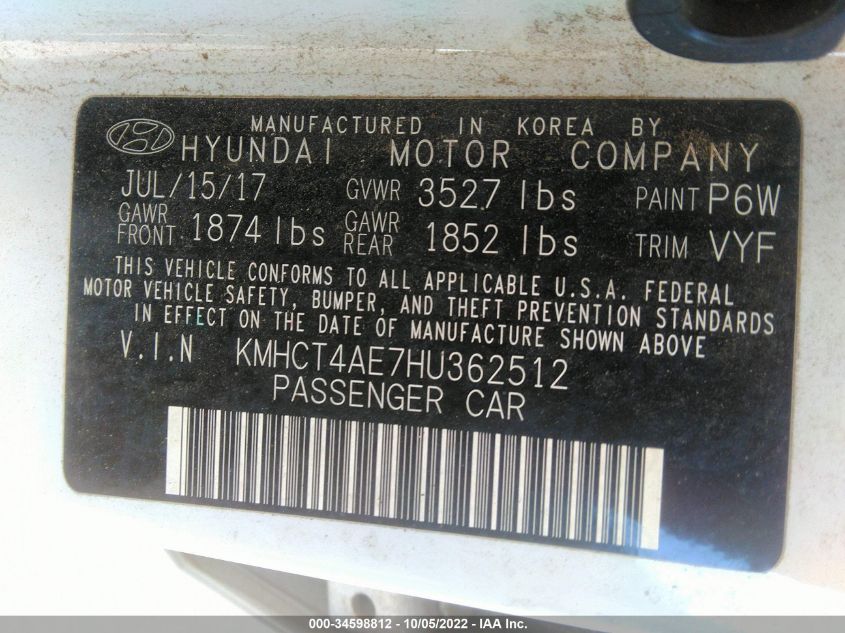 MANUFACTURED IN KOREA BY
HYUNDAI MOTOR COMPANY
JUL/15/17 GVWR 3527 lbs PAINT P6W
GAWR FRONT 1874 lbs GAWR REAR 1852 lbs TRIM VYF
THIS VEHICLE CONFORMS TO ALL APPLICABLE U.S.A. FEDERAL
MOTOR VEHICLE SAFETY, BUMPER, AND THEFT PREVENTION STANDARDS
IN EFFECT ON THE DATE OF MANUFACTURE SHOWN ABOVE
V.I.N KMHCT4AE7HU362512
PASSENGER CAR
000-34598812 - 10/05/2022 - IAA, Inc.